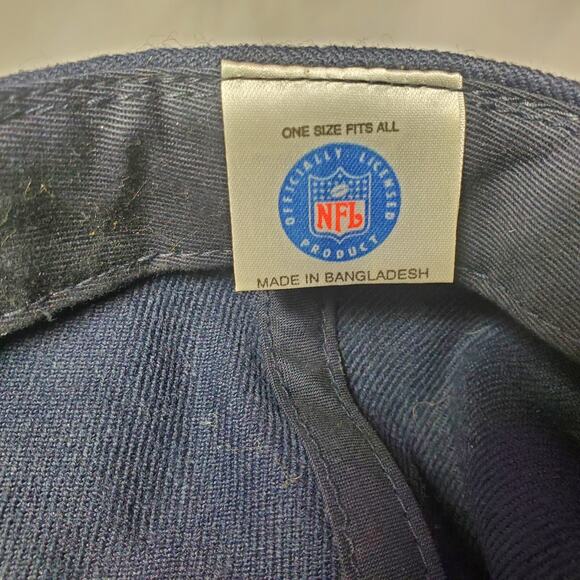 ONE SIZE FITS ALL
OFFICIALLY LICENSED
NFL
PRODUCT
MADE IN BANGLADESH